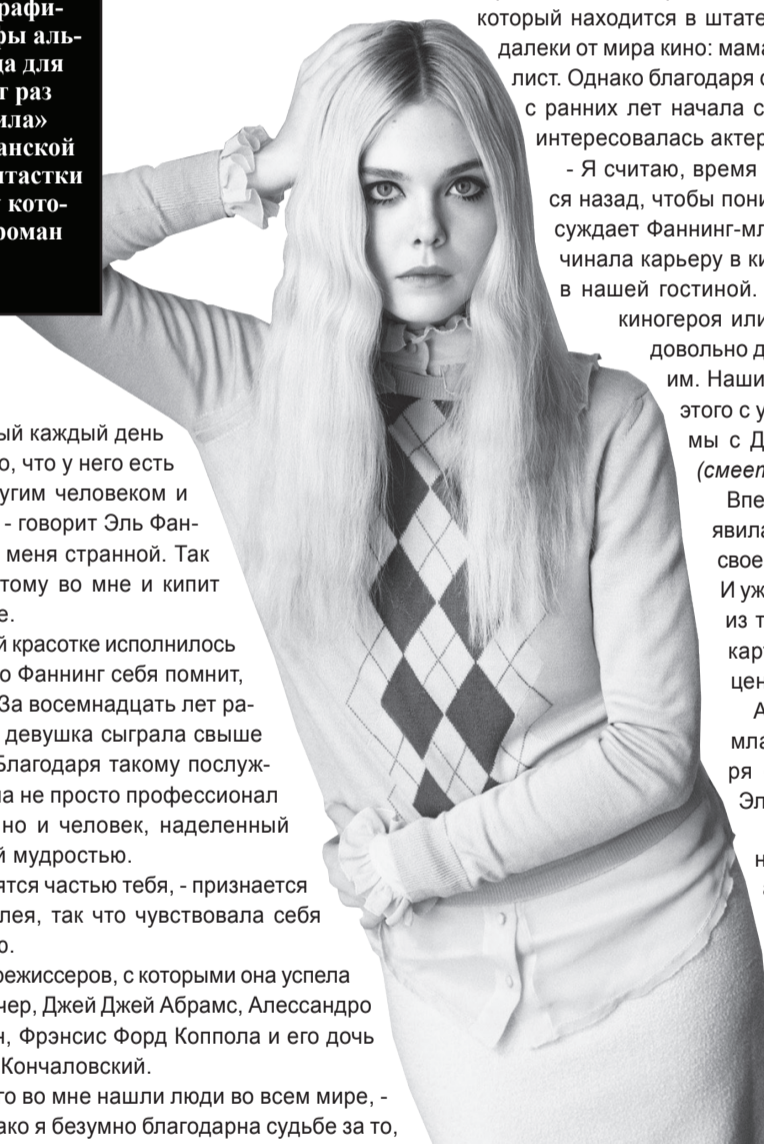 рафи-
ры аль-
да для
т раз
ила»
анской
нтастки
у кото-
роман
ый каждый день
о, что у него есть
угим человеком и
- говорит Эль Фан-
меня странной. Так
тому во мне и кипит
е.
й красотке исполнилось
о Фаннинг себя помнит,
За восемнадцать лет ра-
девушка сыграла свыше
Благодаря такому послуж-
на не просто профессионал
но и человек, наделенный
й мудростью.
ятся частью тебя, - признается
лея, так что чувствовала себя
ю.
режиссеров, с которыми она успела
чер, Джей Джей Абрамс, Алессандро
н, Фрэнсис Форд Коппола и его дочь
Кончаловский.
го во мне нашли люди во всем мире, -
ако я безумно благодарна судьбе за то,
который находится в штате
далеки от мира кино: мама
лист. Однако благодаря с
с ранних лет начала с
интересовалась актер
- Я считаю, время
ся назад, чтобы пони
суждает Фаннинг-мл
чинала карьеру в ки
в нашей гостиной.
киногероя или
довольно д
им. Наши
этого с у
мы с Д
(смеет
Впе
явила
свое
И уж
из т
карт
цен
А
мла
ря
Эл
н